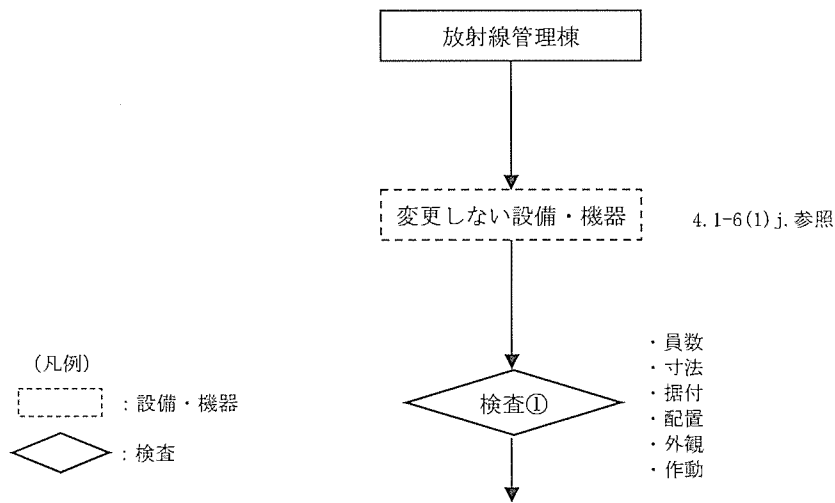 放射線管理棟
変更しない設備・機器
4.1-6(1)j.参照
検査①
・員数
・寸法
・据付
・配置
・外観
・作動
(凡例)
：設備・機器
：検査